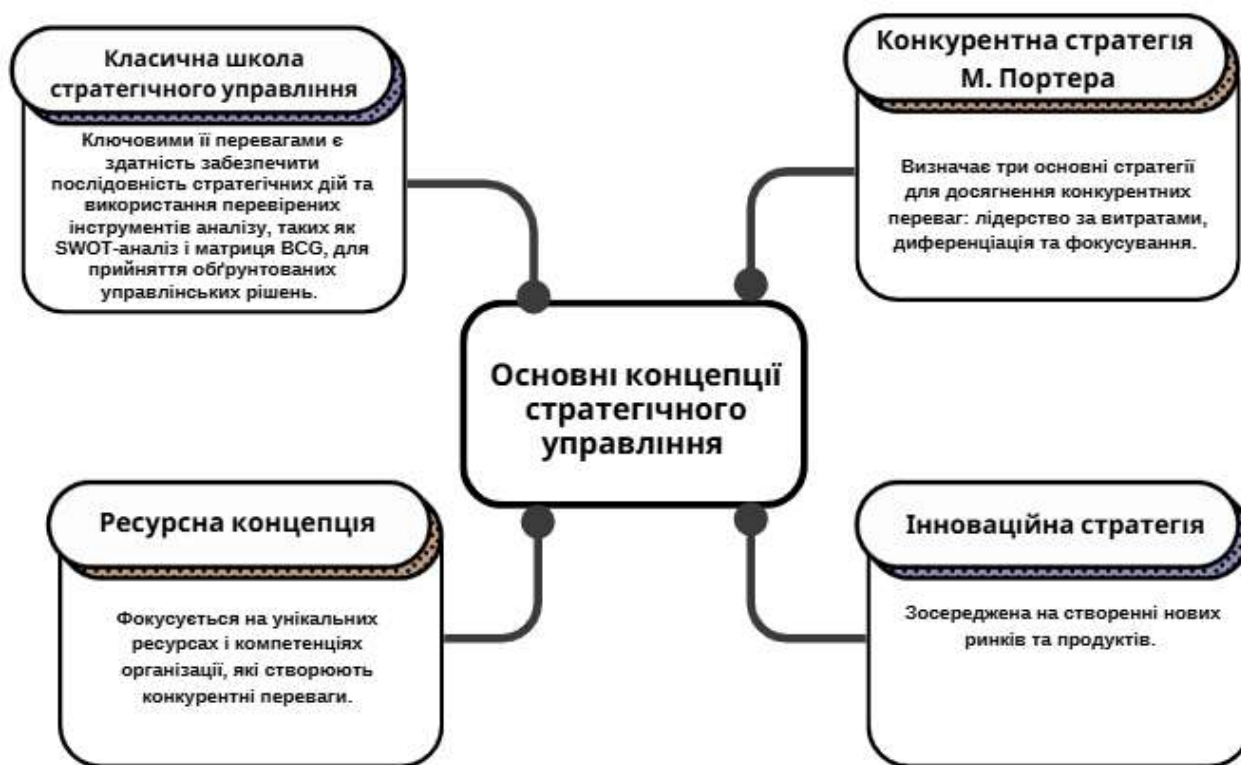 Класична школа
стратегічного управління
Ключовими її перевагами є
здатність забезпечити
послідовність стратегічних дій та
використання перевірених
інструментів аналізу, таких як
SWOT-аналіз і матриця BCG, для
прийняття обґрунтованих
управлінських рішень.
Конкурентна стратегія
М. Портера
Визначає три основні стратегії
для досягнення конкурентних
переваг: лідерство за витратами,
диференціація та фокусування.
Основні концепції
стратегічного
управління
Ресурсна концепція
Фокусується на унікальних
ресурсах і компетенціях
організації, які створюють
конкурентні переваги.
Інноваційна стратегія
Зосереджена на створенні нових
ринків та продуктів.